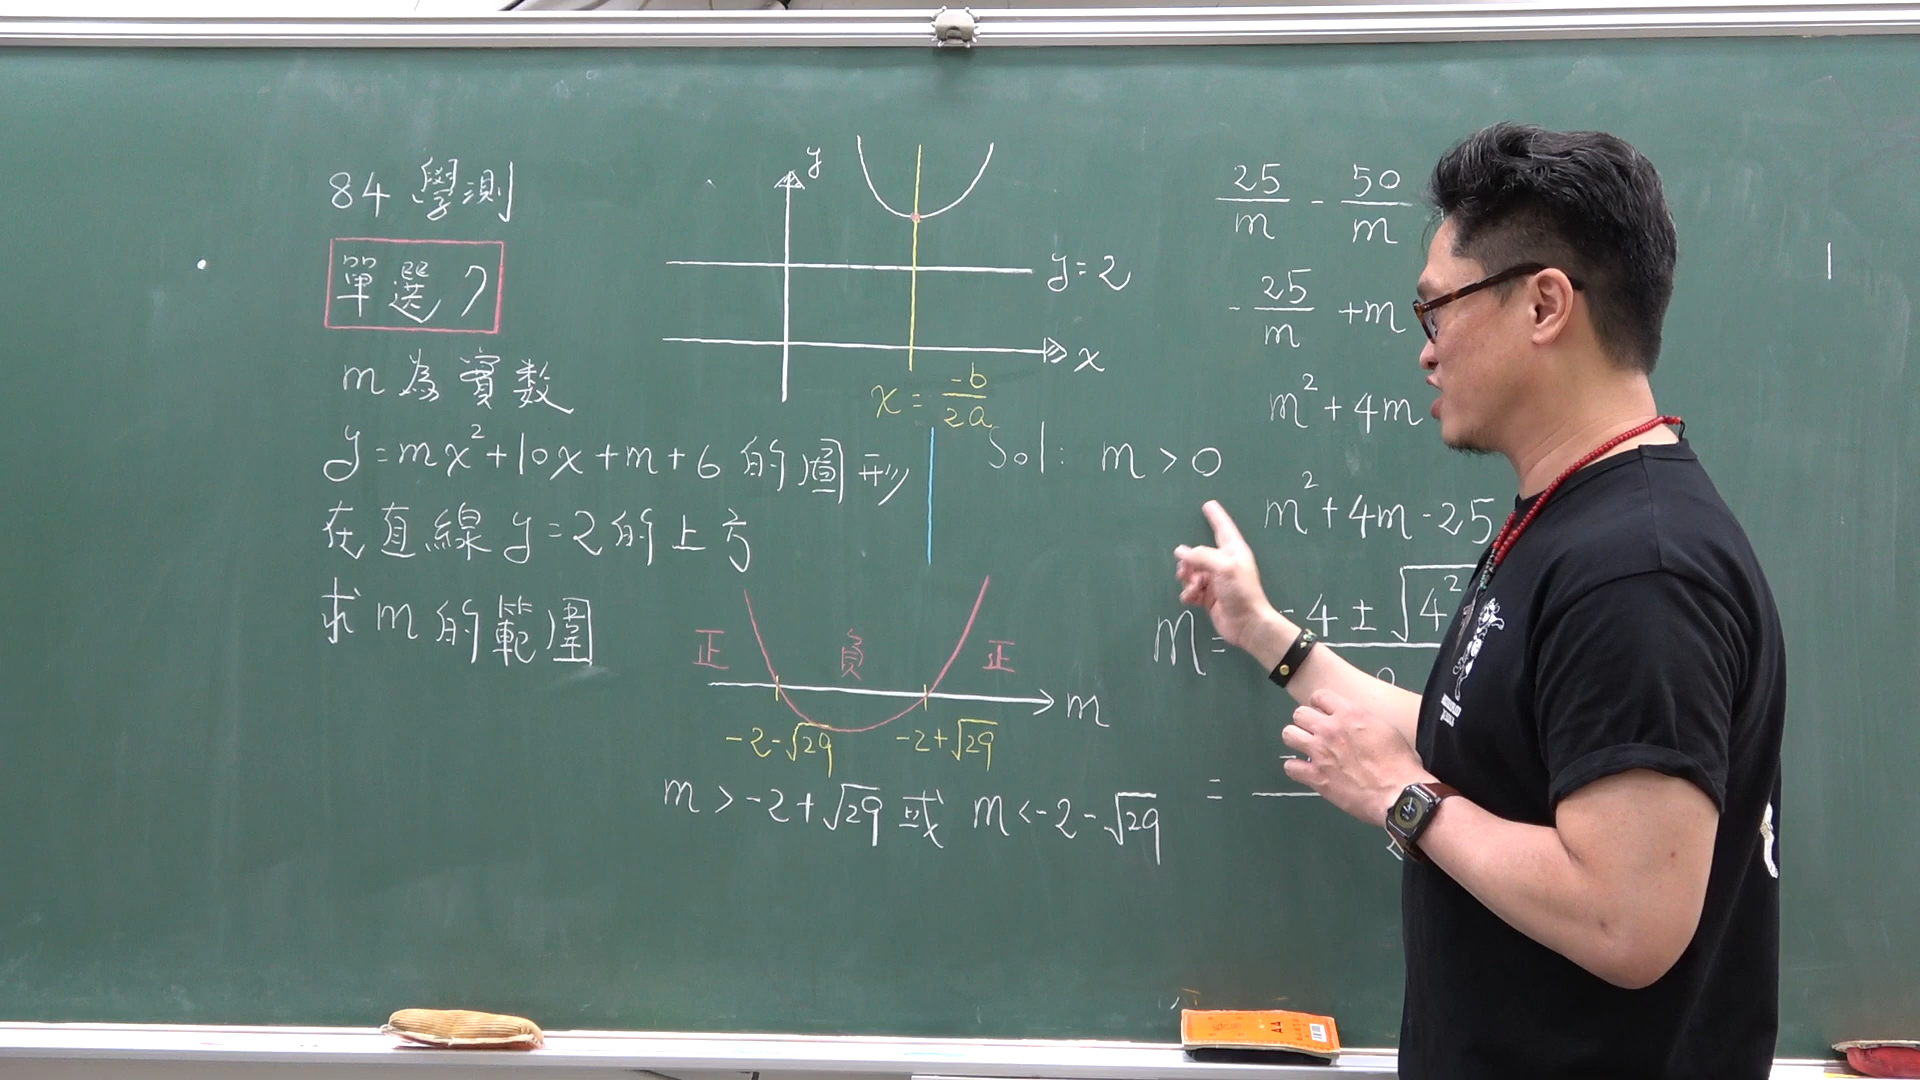 84 學測
單選7
m為實數
y=mx²+10x+m+6 的圖形
在直線 y=2 的上方
求 m 的範圍
y
y=2
x
x = -b/2a
Sol: m > 0
正 負 正
m
-2-√29 -2+√29
m > -2+√29 或 m < -2-√29
25/m - 50/m
-25/m + m
m² + 4m
m² + 4m - 25
m = -4 ± √4²
=